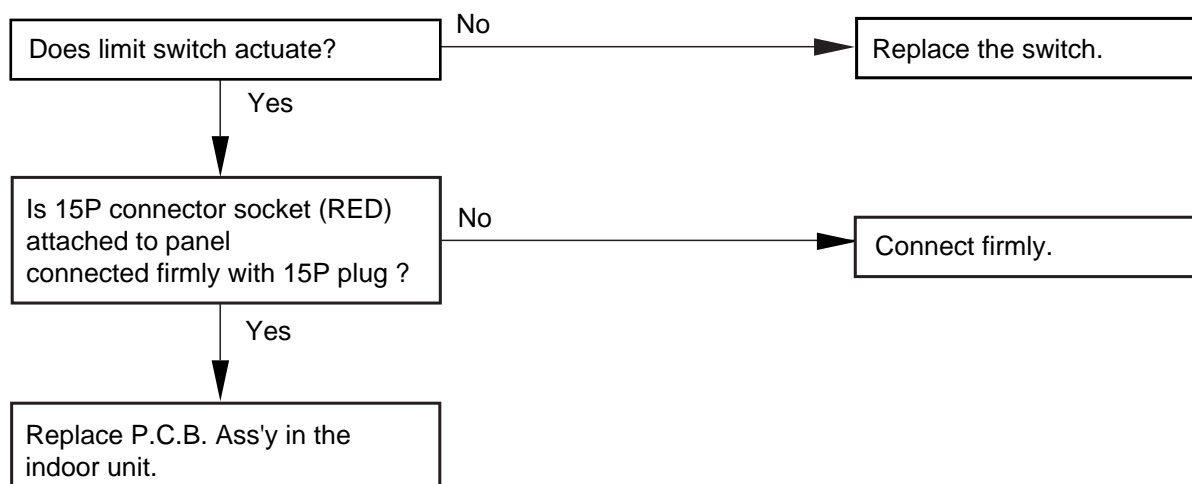 Does limit switch actuate?
No
Replace the switch.
Yes
Is 15P connector socket (RED)
attached to panel
connected firmly with 15P plug ?
No
Connect firmly.
Yes
Replace P.C.B. Ass'y in the
indoor unit.